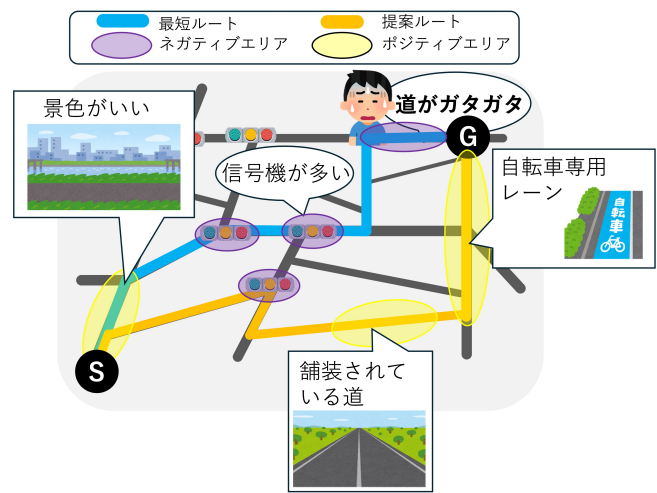 最短ルート
提案ルート
ネガティブエリア
ポジティブエリア
景色がいい
道がガタガタ
G
信号機が多い
自転車専用
レーン
自転車
S
舗装されて
いる道